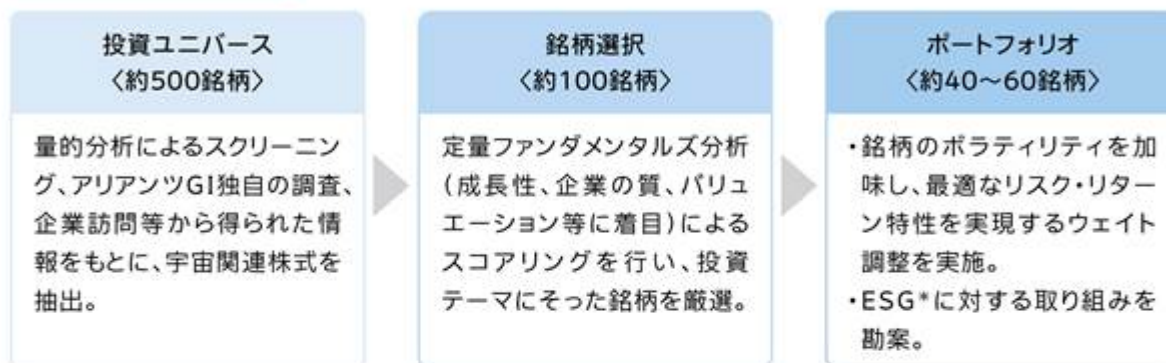 投資ユニバース
〈約500銘柄〉
量的分析によるスクリーニン
グ、アリアンツGI独自の調査、
企業訪問等から得られた情
報をもとに、宇宙関連株式を
抽出。
銘柄選択
〈約100銘柄〉
定量ファンダメンタルズ分析
(成長性、企業の質、バリュ
エーション等に着目)による
スコアリングを行い、投資
テーマにそった銘柄を厳選。
ポートフォリオ
〈約40〜60銘柄〉
・銘柄のボラティリティを加
味し、最適なリスク・リター
ン特性を実現するウェイト
調整を実施。
・ESG*に対する取り組みを
勘案。